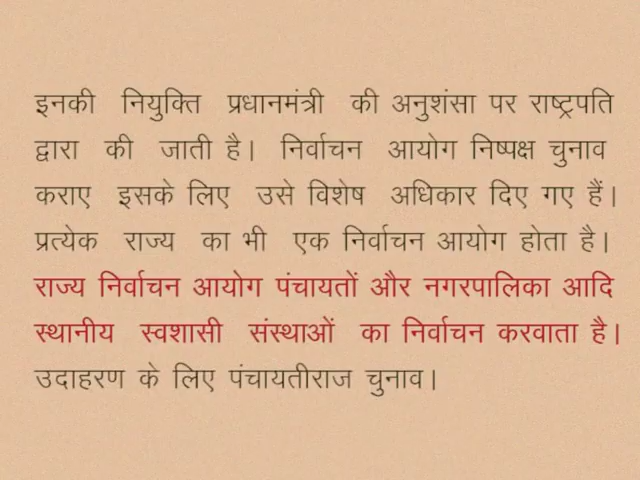 इनकी नियुक्ति प्रधानमंत्री की अनुशंसा पर राष्ट्रपति
द्वारा की जाती है। निर्वाचन आयोग निष्पक्ष चुनाव
कराए इसके लिए उसे विशेष अधिकार दिए गए हैं।
प्रत्येक राज्य का भी एक निर्वाचन आयोग होता है।
राज्य निर्वाचन आयोग पंचायतों और नगरपालिका आदि
स्थानीय स्वशासी संस्थाओं का निर्वाचन करवाता है।
उदाहरण के लिए पंचायतीराज चुनाव।